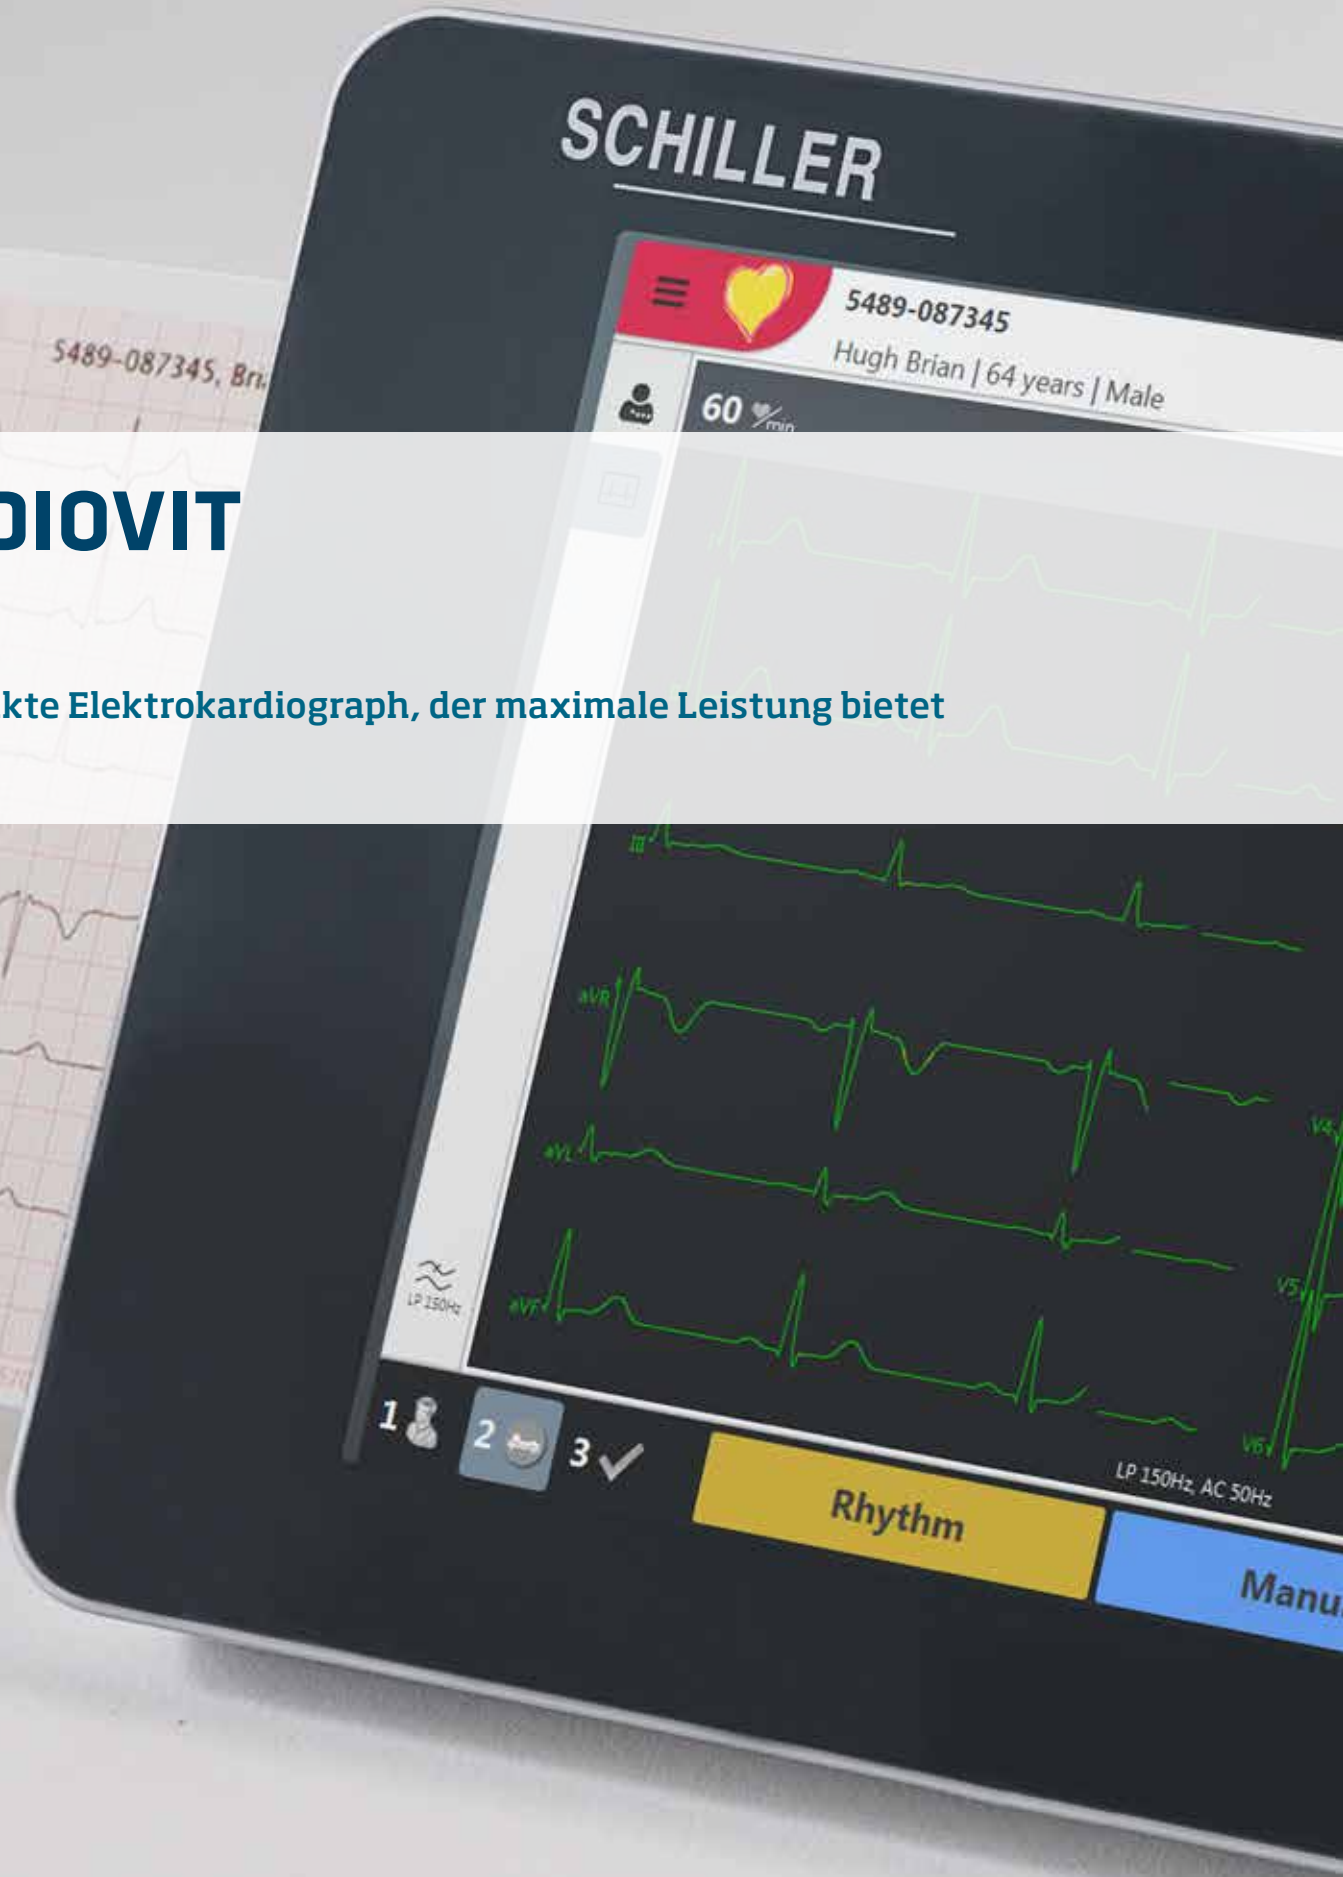 SCHILLER
5489-087345
Hugh Brian | 64 years | Male
5489-087345,
60 /min
DIOVIT
kte Elektrokardiograph, der maximale Leistung bietet
III
aVR
V4
aVL
V5
LP 150Hz
aVF
V6
1 2 3
LP 150Hz, AC 50Hz
Rhythm
Manu